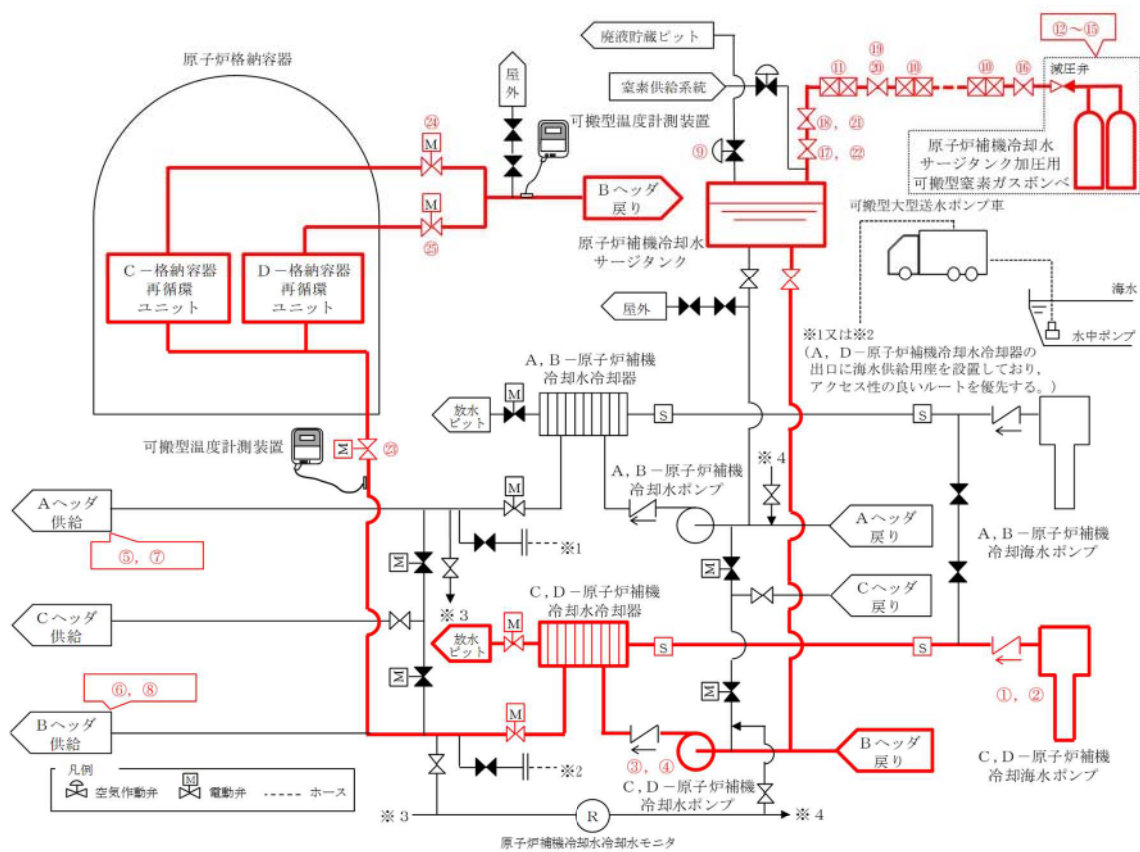 原子炉格納容器
屋外
可搬型温度計測装置
㉔
M
M
㉕
Bヘッダ
戻り
C－格納容器
再循環
ユニット
D－格納容器
再循環
ユニット
廃液貯蔵ピット
窒素供給系統
⑨
⑪
⑲
⑳
⑩
⑩
⑯
⑫～⑮
減圧弁
⑱，㉑
⑰，㉒
原子炉補機冷却水
サージタンク加圧用
可搬型窒素ガスボンベ
原子炉補機冷却水
サージタンク
可搬型大型送水ポンプ車
海水
水中ポンプ
屋外
※1又は※2
（A，D－原子炉補機冷却水冷却器の
出口に海水供給用座を設置しており，
アクセス性の良いルートを優先する。）
A，B－原子炉補機
冷却水冷却器
放水
ピット
M
S
S
可搬型温度計測装置
M
㉓
M
A，B－原子炉補機
冷却水ポンプ
※4
Aヘッダ
供給
⑤，⑦
※1
Aヘッダ
戻り
A，B－原子炉補機
冷却海水ポンプ
M
M
※3
Cヘッダ
供給
Cヘッダ
戻り
C，D－原子炉補機
冷却水冷却器
放水
ピット
M
S
S
①，②
M
M
⑥，⑧
Bヘッダ
供給
M
③，④
Bヘッダ
戻り
C，D－原子炉補機
冷却海水ポンプ
※2
C，D－原子炉補機
冷却水ポンプ
凡例
空気作動弁
M
電動弁
ホース
※3
R
※4
原子炉補機冷却水冷却水モニタ